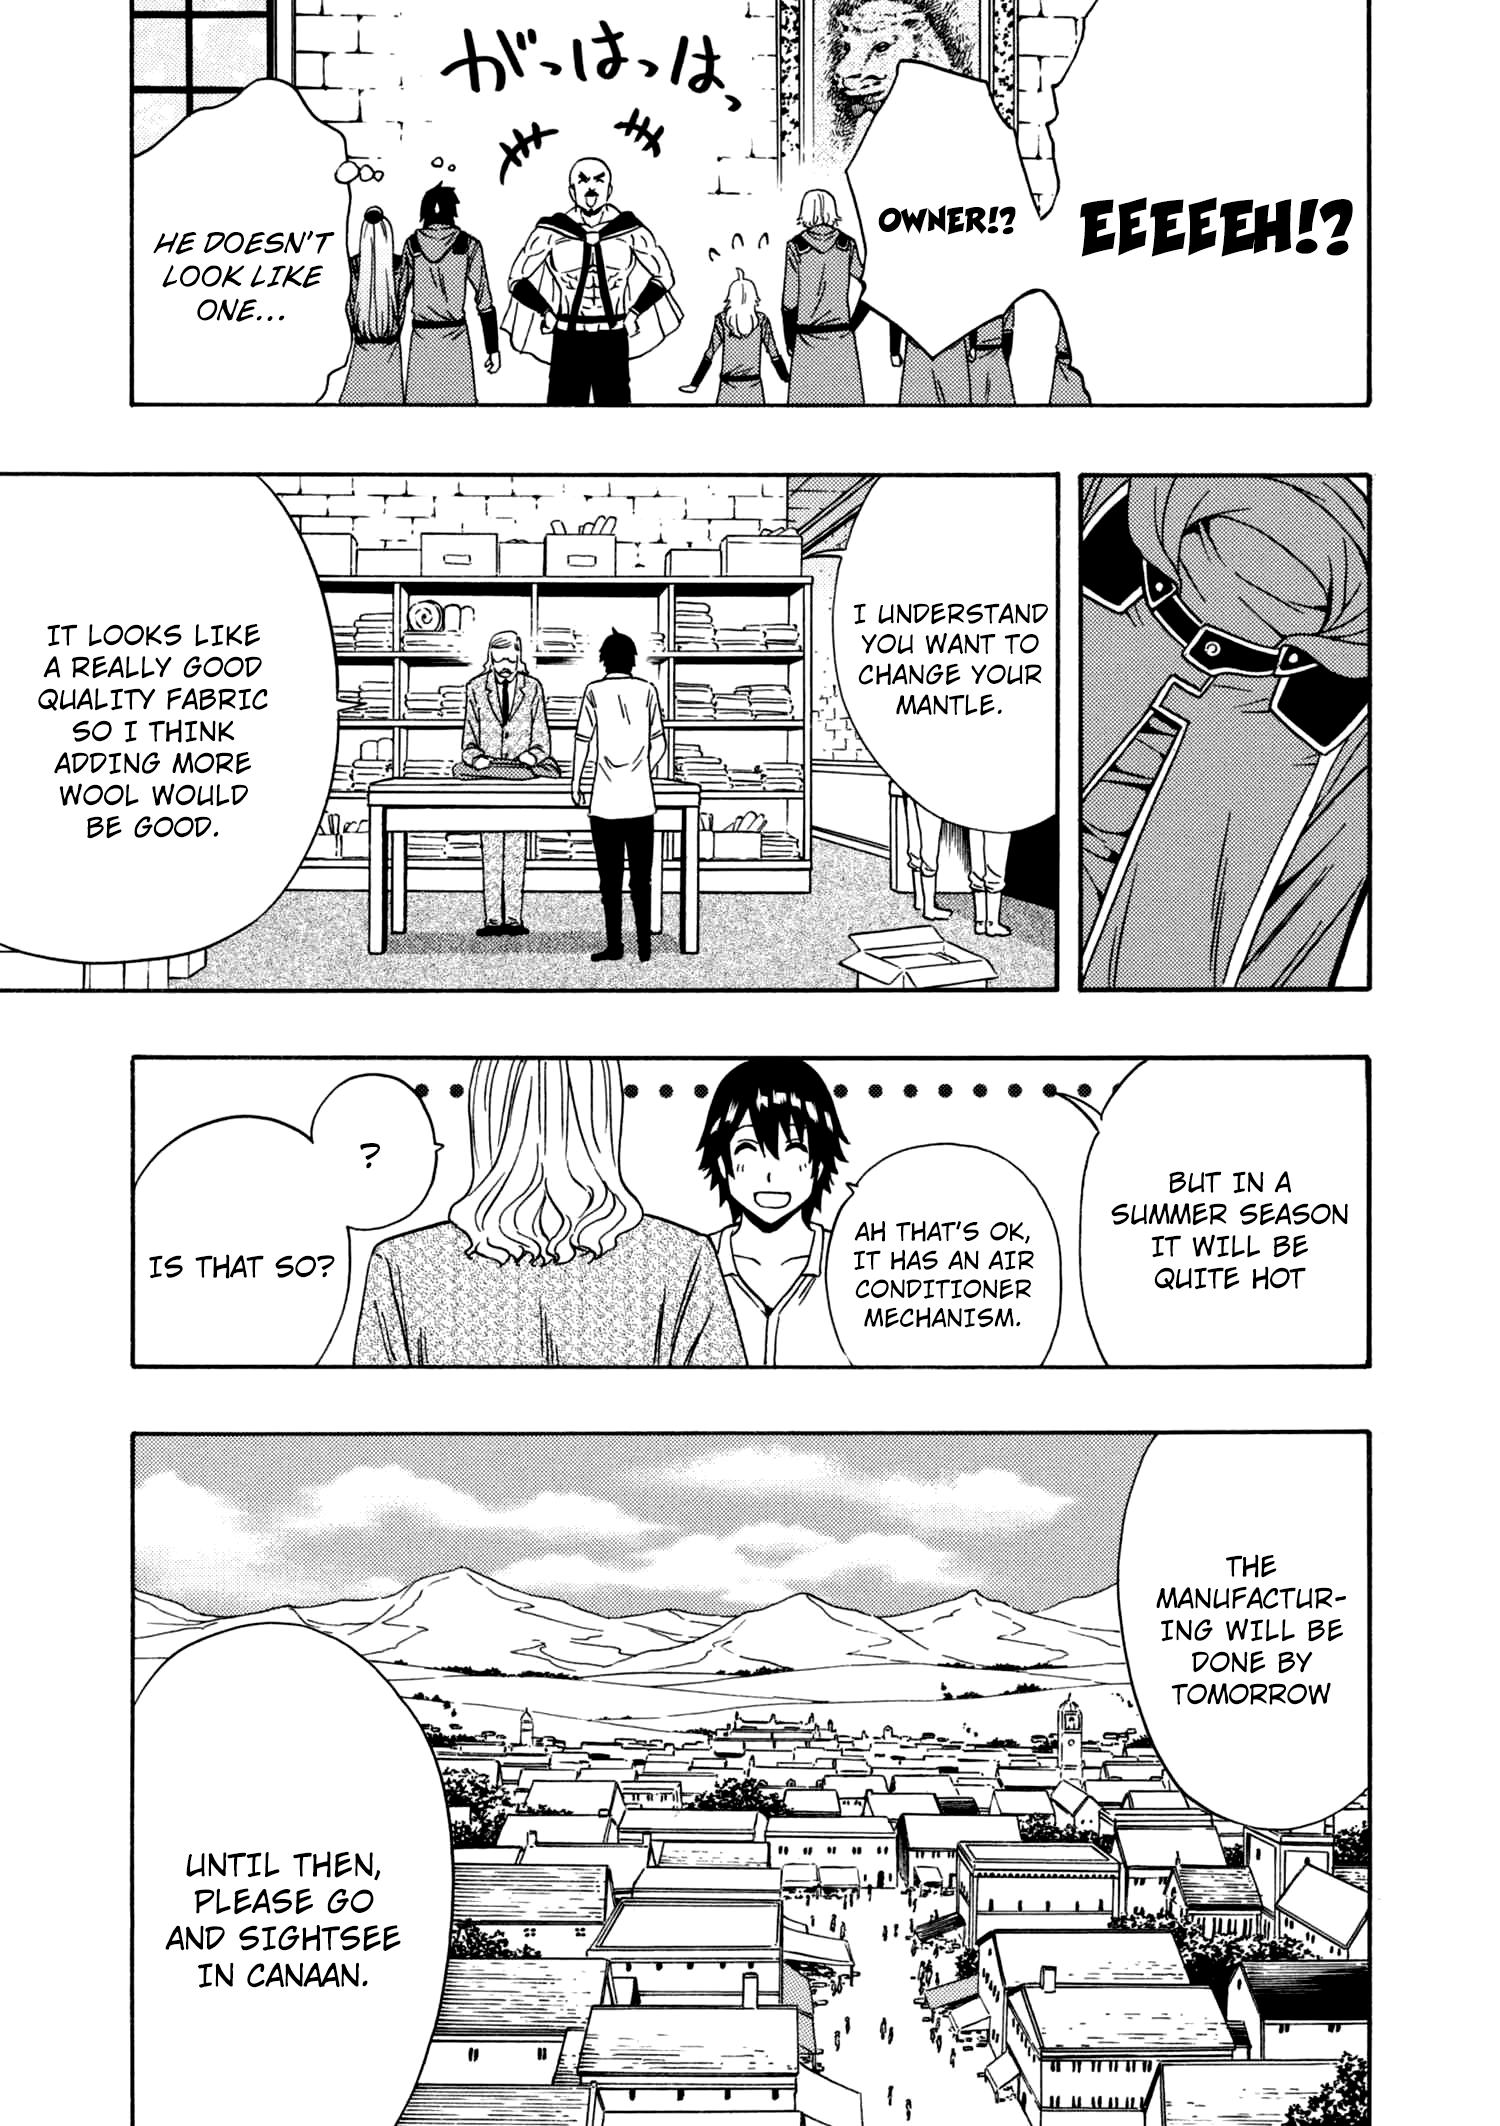 EEEEEH!?
OWNER!?
がっはっはっ
HE DOESN'T
LOOK LIKE
ONE...
I UNDERSTAND
YOU WANT TO
CHANGE YOUR
MANTLE.
IT LOOKS LIKE
A REALLY GOOD
QUALITY FABRIC
SO I THINK
ADDING MORE
WOOL WOULD
BE GOOD.
BUT IN A
SUMMER SEASON
IT WILL BE
QUITE HOT
AH THAT'S OK,
IT HAS AN AIR
CONDITIONER
MECHANISM.
?
IS THAT SO?
THE
MANUFACTUR-
ING WILL BE
DONE BY
TOMORROW
UNTIL THEN,
PLEASE GO
AND SIGHTSEE
IN CANAAN.